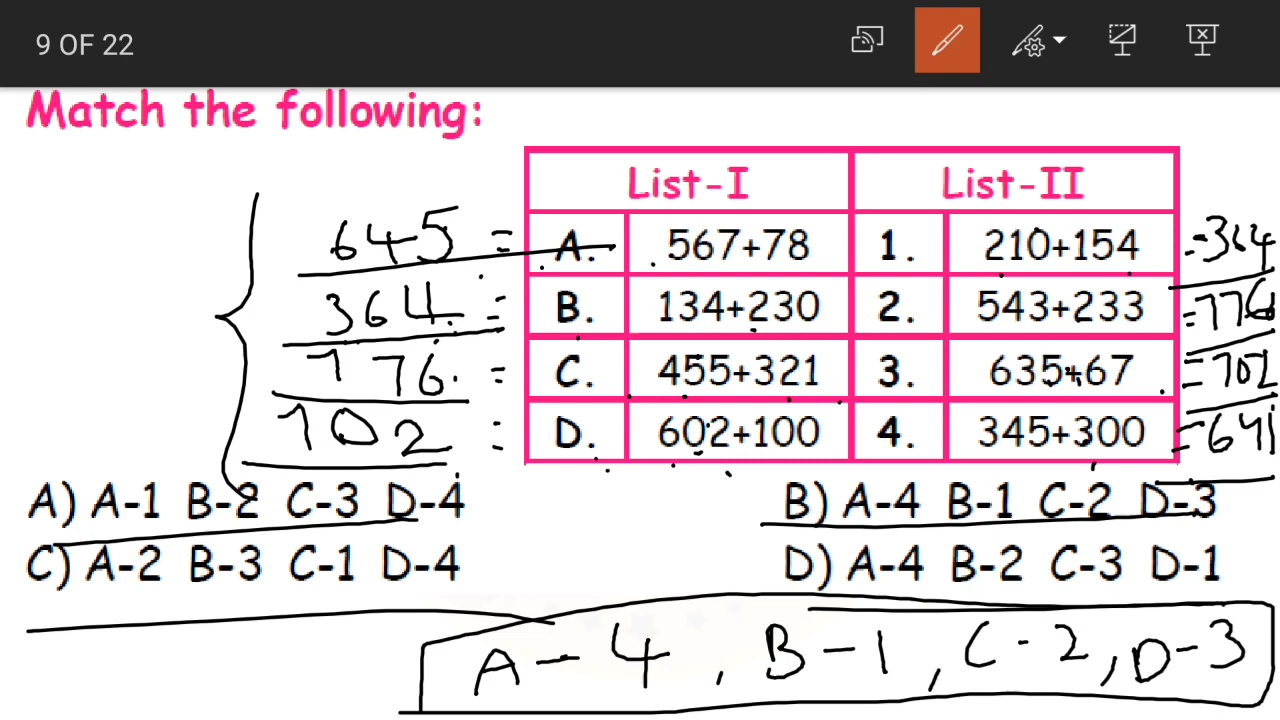 9 OF 22
Match the following:
List-I List-II
645 = A. 567+78 1. 210+154 =364
364 = B. 134+230 2. 543+233 =776
776 = C. 455+321 3. 635+67 =702
702 = D. 602+100 4. 345+300
A) A-1 B-2 C-3 D-4 B) A-4 B-1 C-2 D-3
C) A-2 B-3 C-1 D-4 D) A-4 B-2 C-3 D-1
A-4, B-1, C-2, D-3